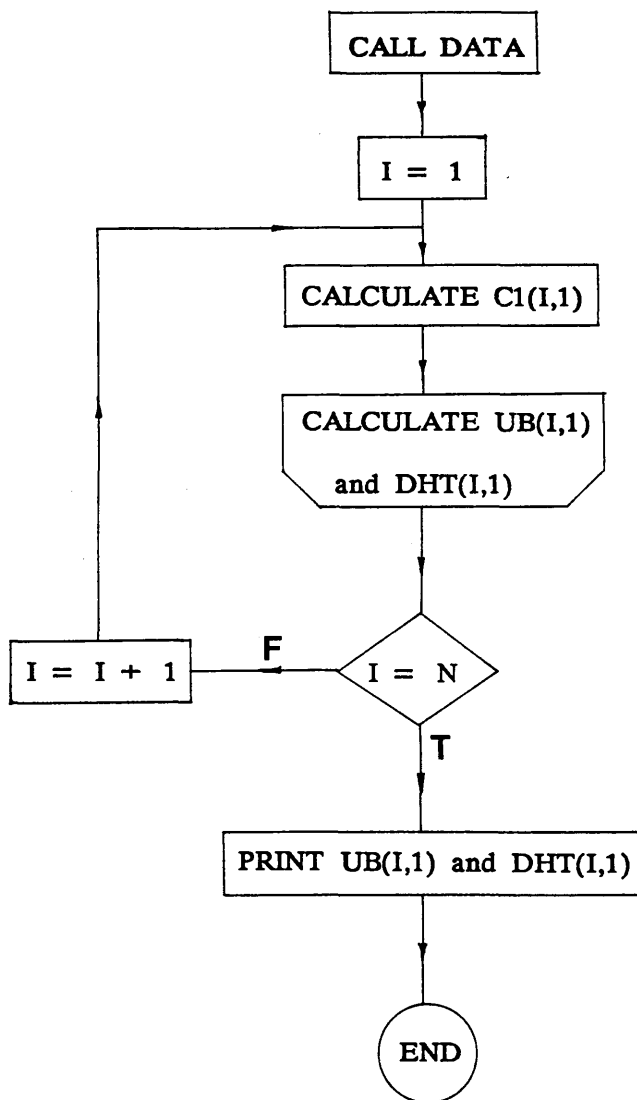 CALL DATA
I = 1
CALCULATE C1(I,1)
CALCULATE UB(I,1)
and DHT(I,1)
I = I + 1
F
I = N
T
PRINT UB(I,1) and DHT(I,1)
END